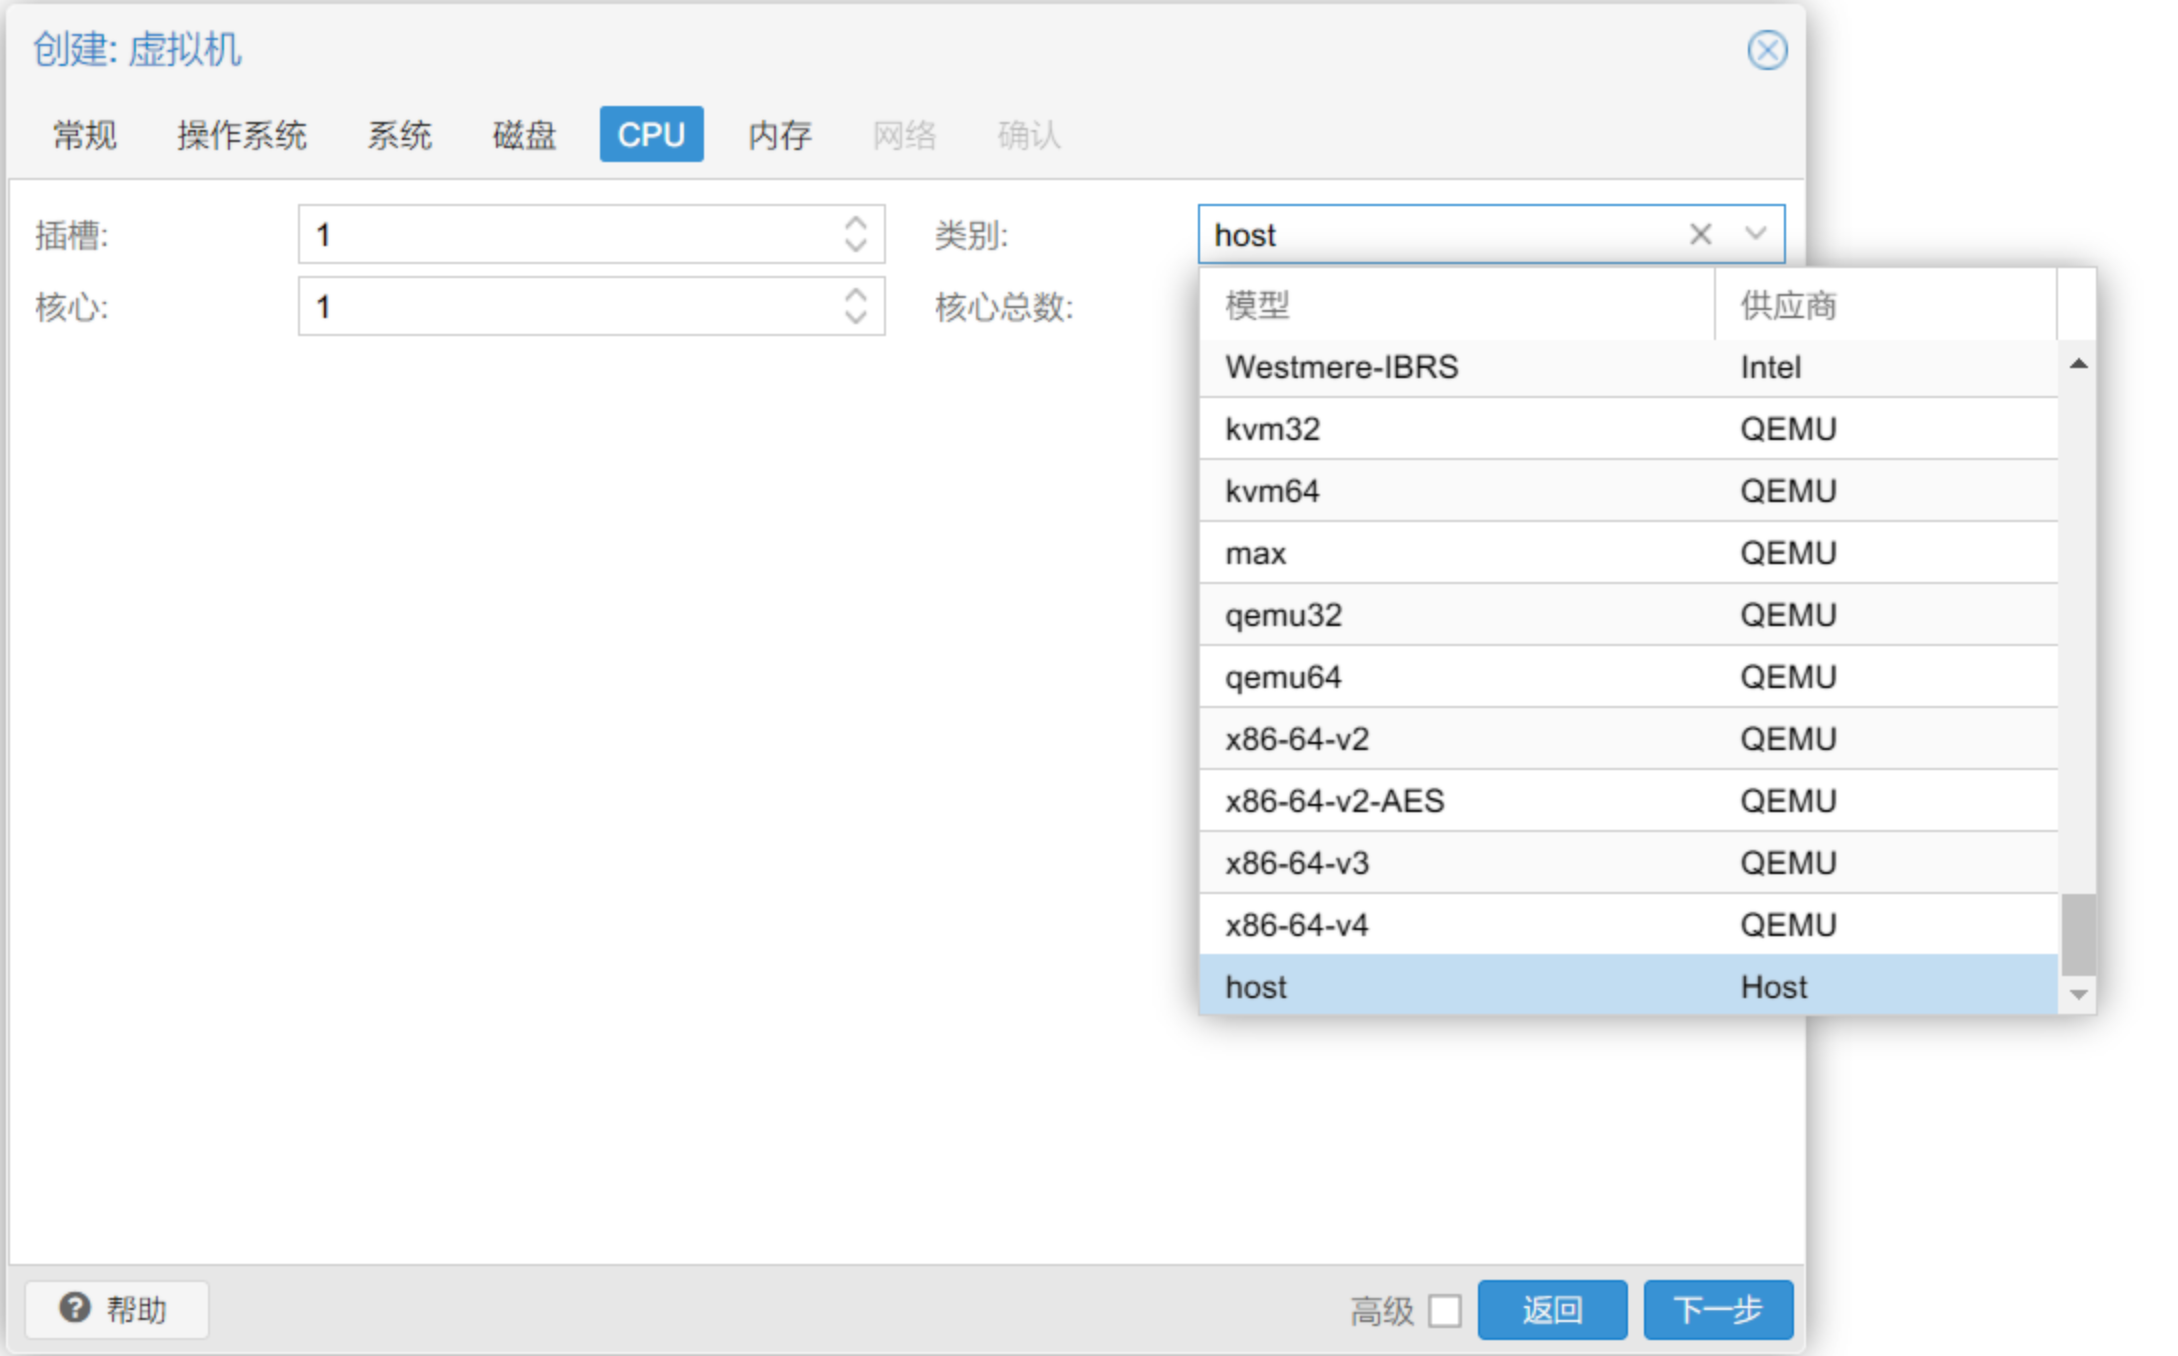 创建: 虚拟机
常规 操作系统 系统 磁盘 CPU 内存 网络 确认
插槽: 1 类别: host
核心: 1 核心总数:
模型 供应商
Westmere-IBRS Intel
kvm32 QEMU
kvm64 QEMU
max QEMU
qemu32 QEMU
qemu64 QEMU
x86-64-v2 QEMU
x86-64-v2-AES QEMU
x86-64-v3 QEMU
x86-64-v4 QEMU
host Host
帮助 高级 返回 下一步